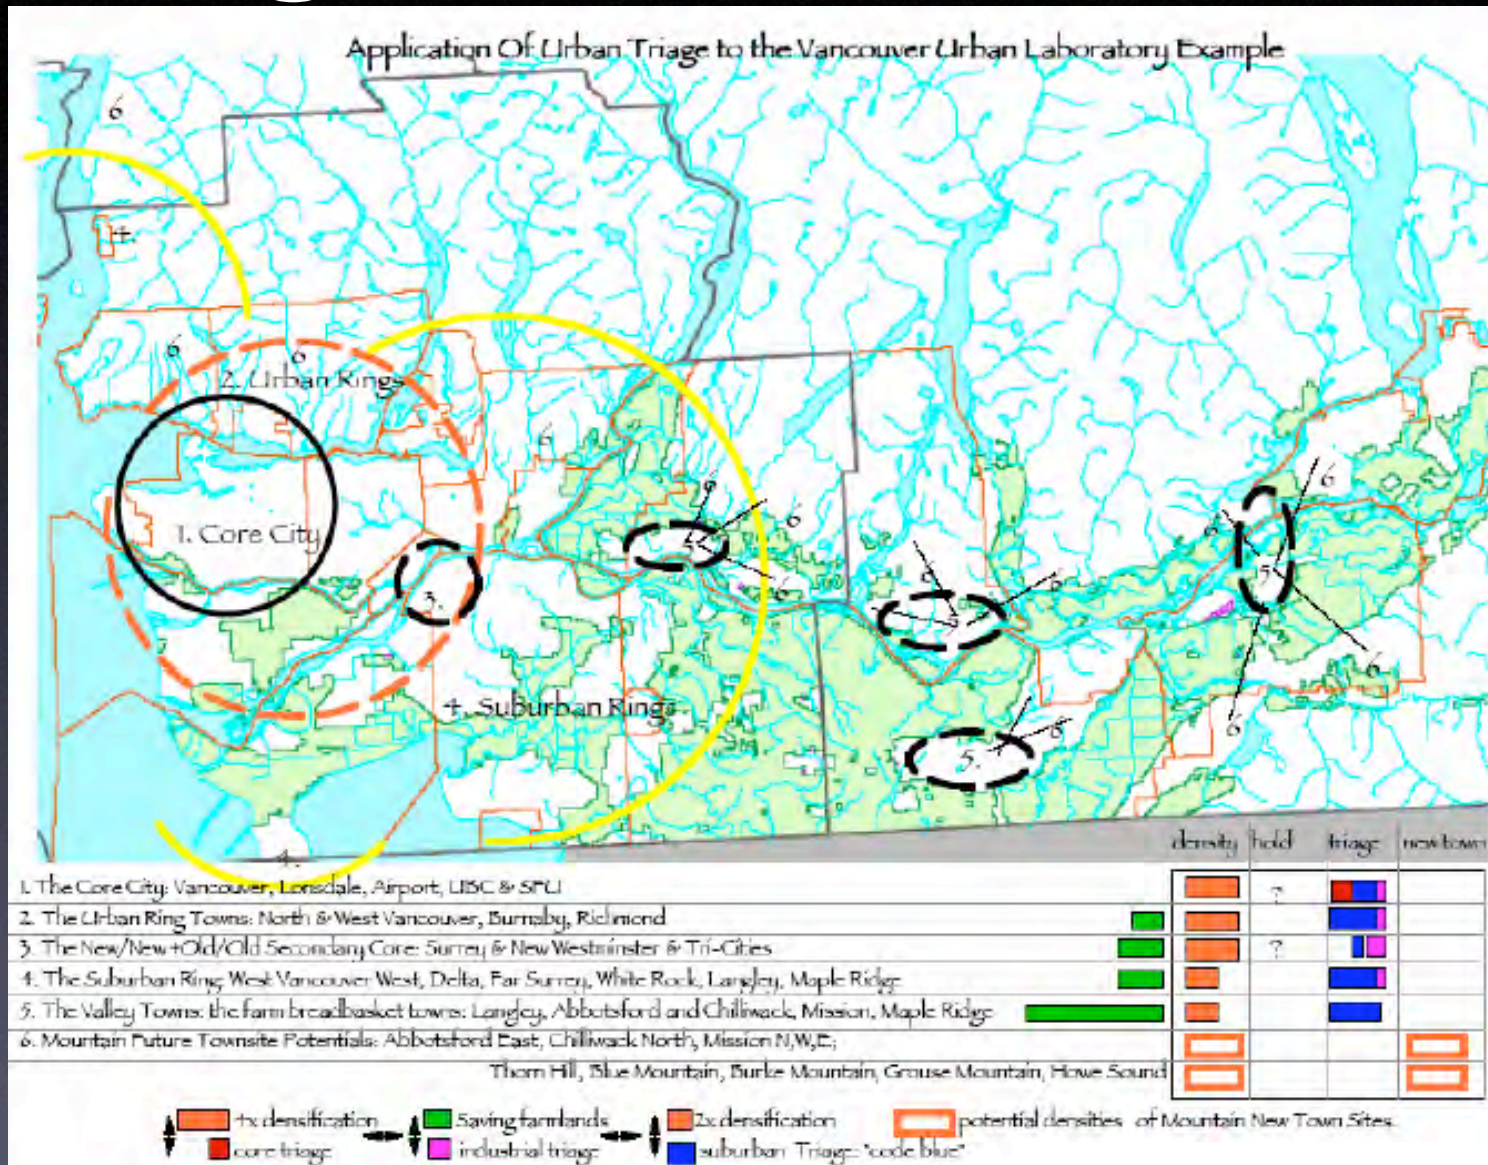 Application Of Urban Triage to the Vancouver Urban Laboratory Example
6
4.
6
6
2. Urban Rings
6
6
6
6
1. Core City
6
3.
6
6
6
5
5
6
4. Suburban Rings
6
6
6
5.
4.
density hold triage new town
1. The Core City: Vancouver, Lonsdale, Airport, UBC & SFU ?
2. The Urban Ring Towns: North & West Vancouver, Burnaby, Richmond
3. The New/New +Old/Old Secondary Core: Surrey & New Westminster & Tri-Cities ?
4. The Suburban Ring: West Vancouver West, Delta, Far Surrey, White Rock, Langley, Maple Ridge
5. The Valley Towns: the farm breadbasket towns: Langley, Abbotsford and Chilliwack, Mission, Maple Ridge
6. Mountain Future Townsite Potentials: Abbotsford East, Chilliwack North, Mission N,W,E;
Thorn Hill, Blue Mountain, Burke Mountain, Grouse Mountain, Howe Sound
4x densification Saving farmlands 2x densification potential densities of Mountain New Town Sites.
core triage industrial triage suburban Triage: "code blue"